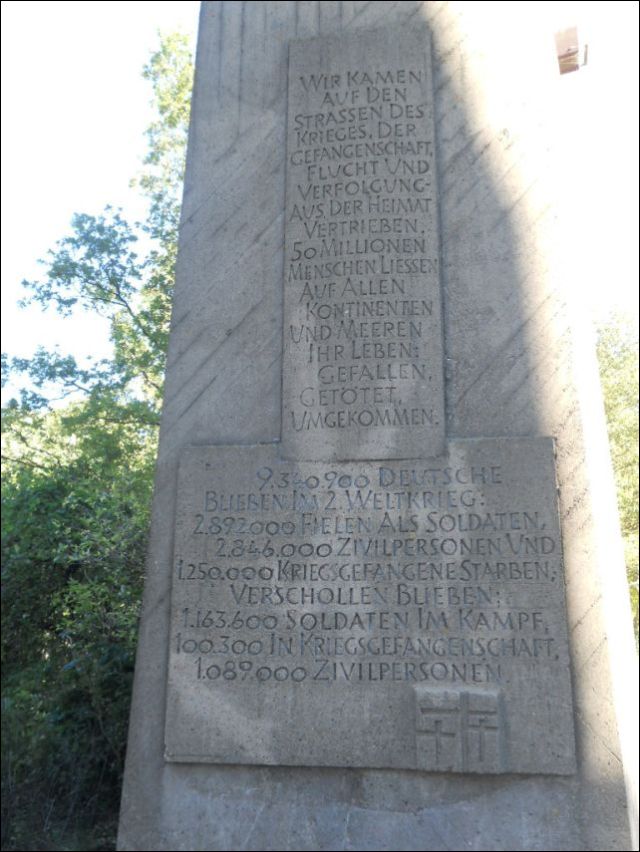 WIR KAMEN
AUF DEN
STRASSEN DES
KRIEGES, DER
GEFANGENSCHAFT,
FLUCHT UND
VERFOLGUNG-
AUS DER HEIMAT
VERTRIEBEN.
50 MILLIONEN
MENSCHEN LIESSEN
AUF ALLEN
KONTINENTEN
UND MEEREN
IHR LEBEN:
GEFALLEN,
GETÖTET,
UMGEKOMMEN.
9.340.900 DEUTSCHE
BLIEBEN IM 2. WELTKRIEG:
2.892.000 FIELEN ALS SOLDATEN,
2.846.000 ZIVILPERSONEN UND
1.250.000 KRIEGSGEFANGENE STARBEN;
VERSCHOLLEN BLIEBEN:
1.163.600 SOLDATEN IM KAMPF,
100.300 IN KRIEGSGEFANGENSCHAFT,
1.089.000 ZIVILPERSONEN.